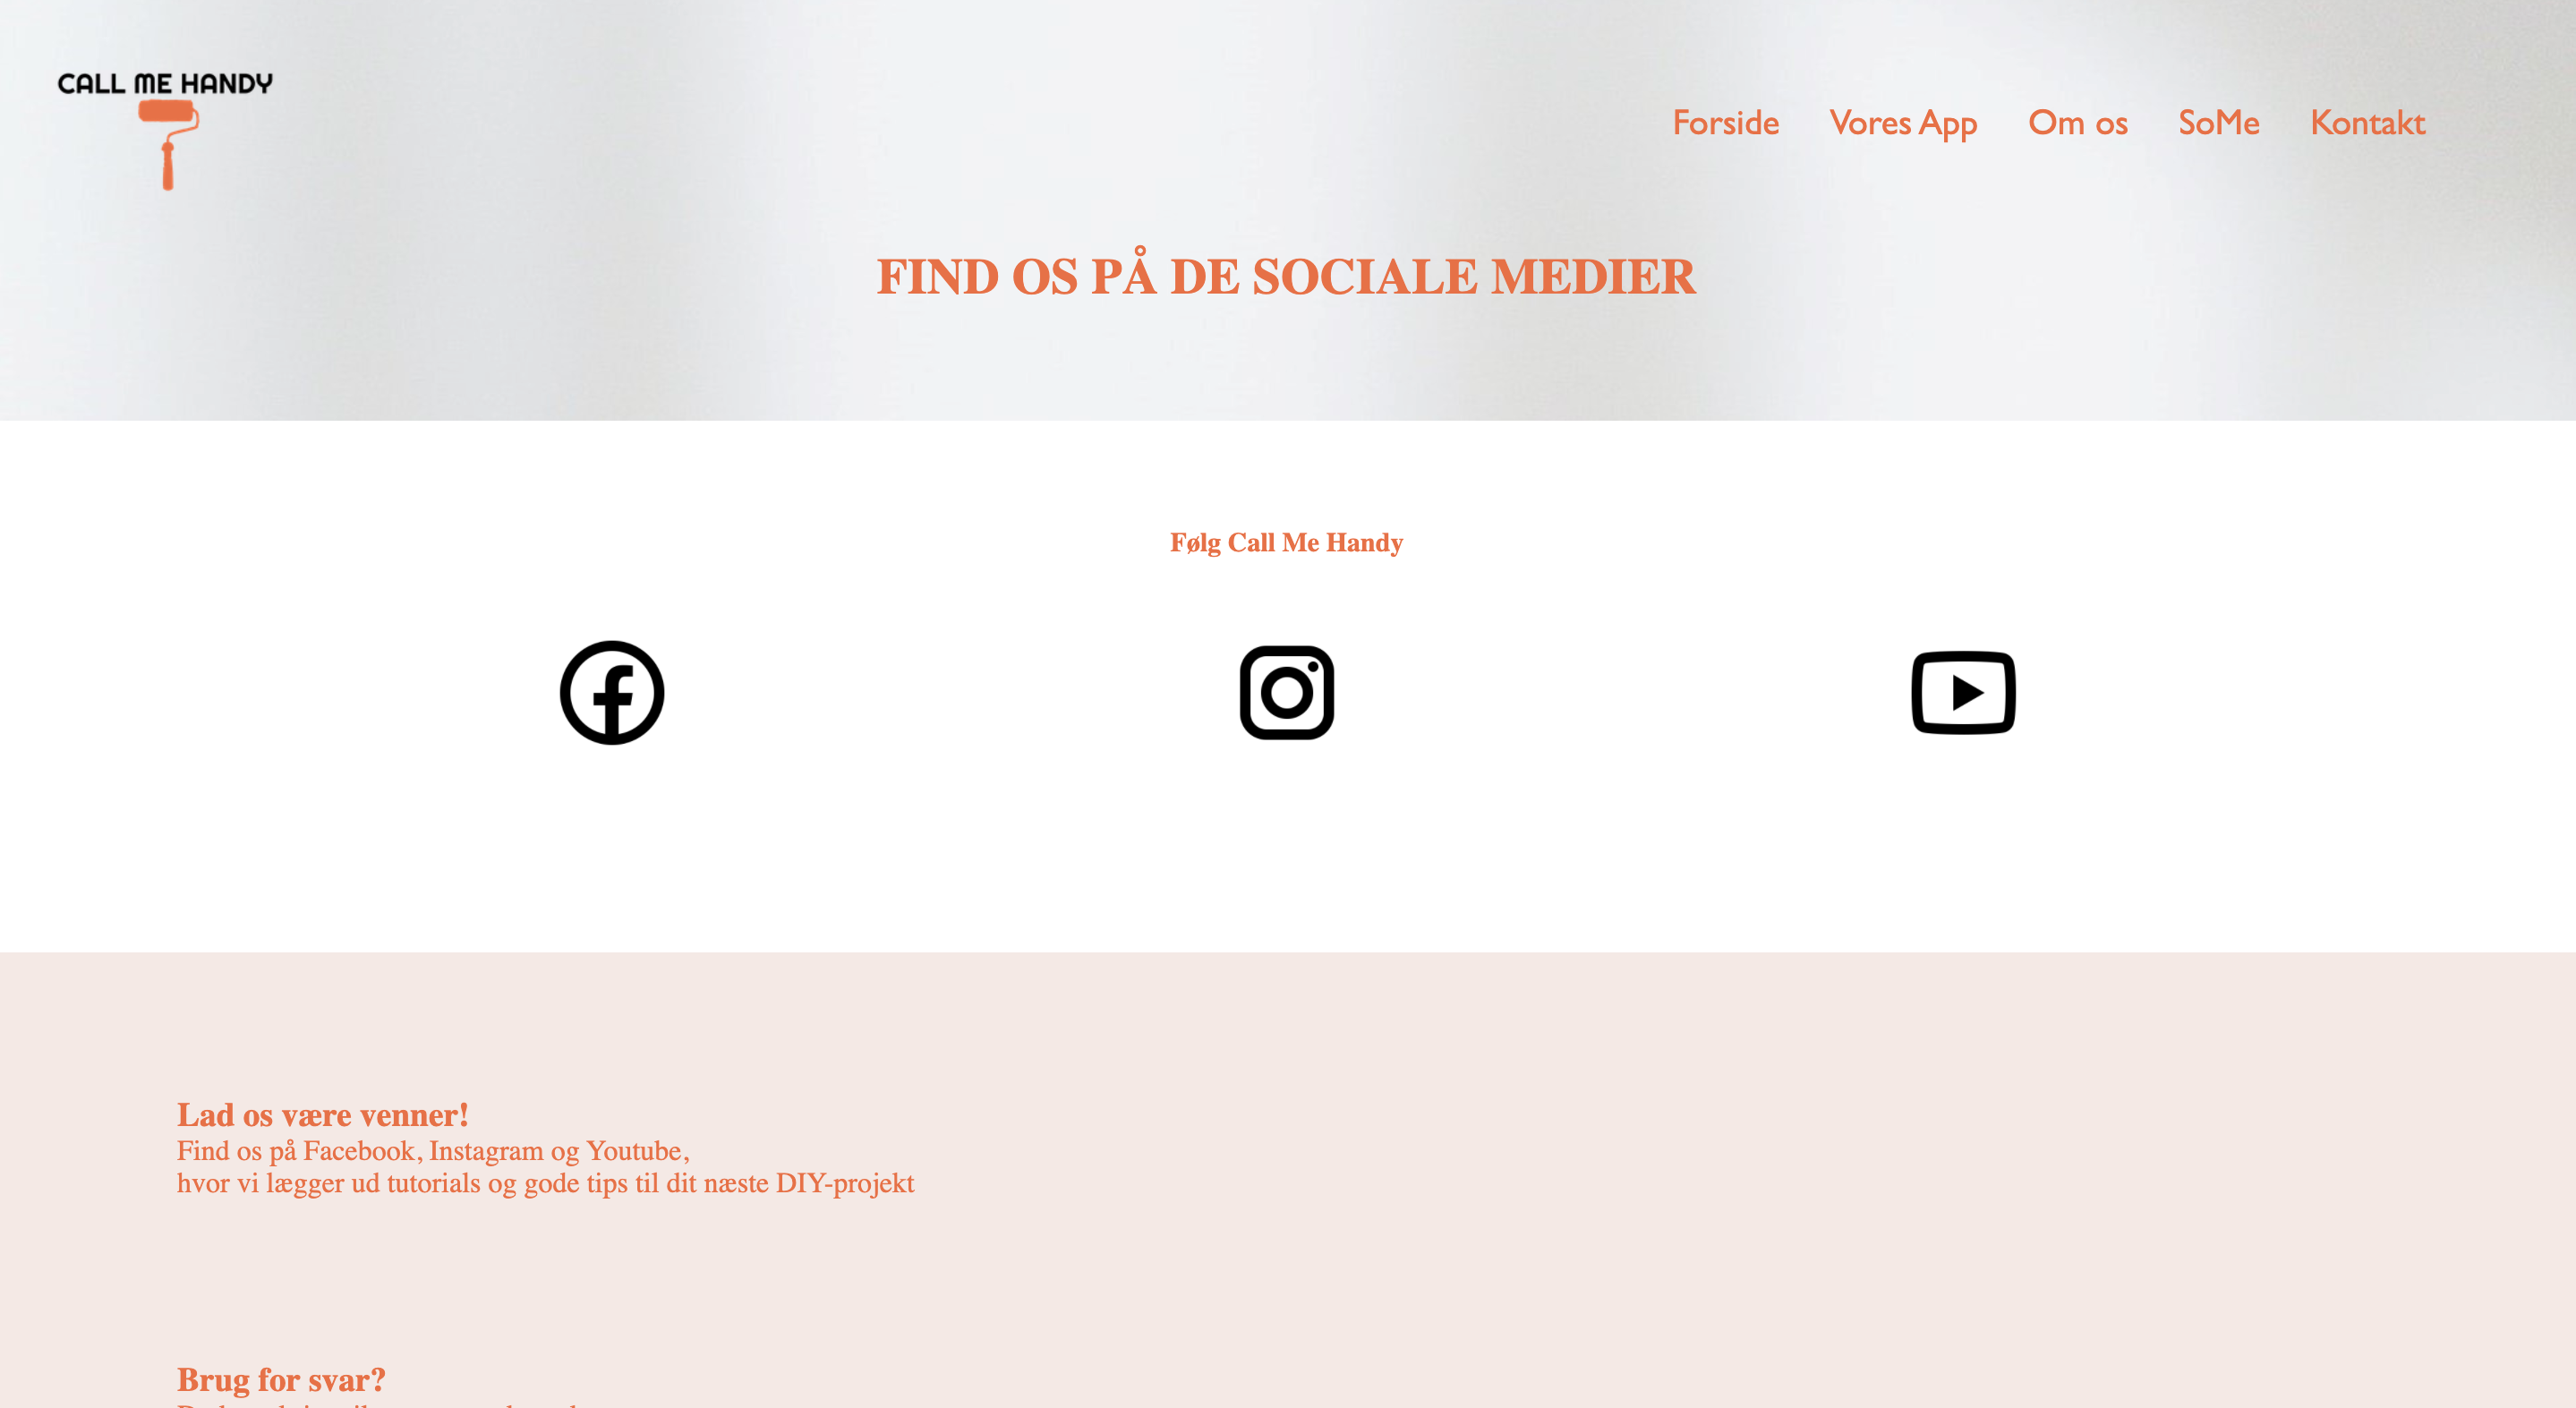 CALL ME HANDY
Forside Vores App Om os SoMe Kontakt
FIND OS PÅ DE SOCIALE MEDIER
Følg Call Me Handy
Lad os være venner!
Find os på Facebook, Instagram og Youtube,
hvor vi lægger ud tutorials og gode tips til dit næste DIY-projekt
Brug for svar?